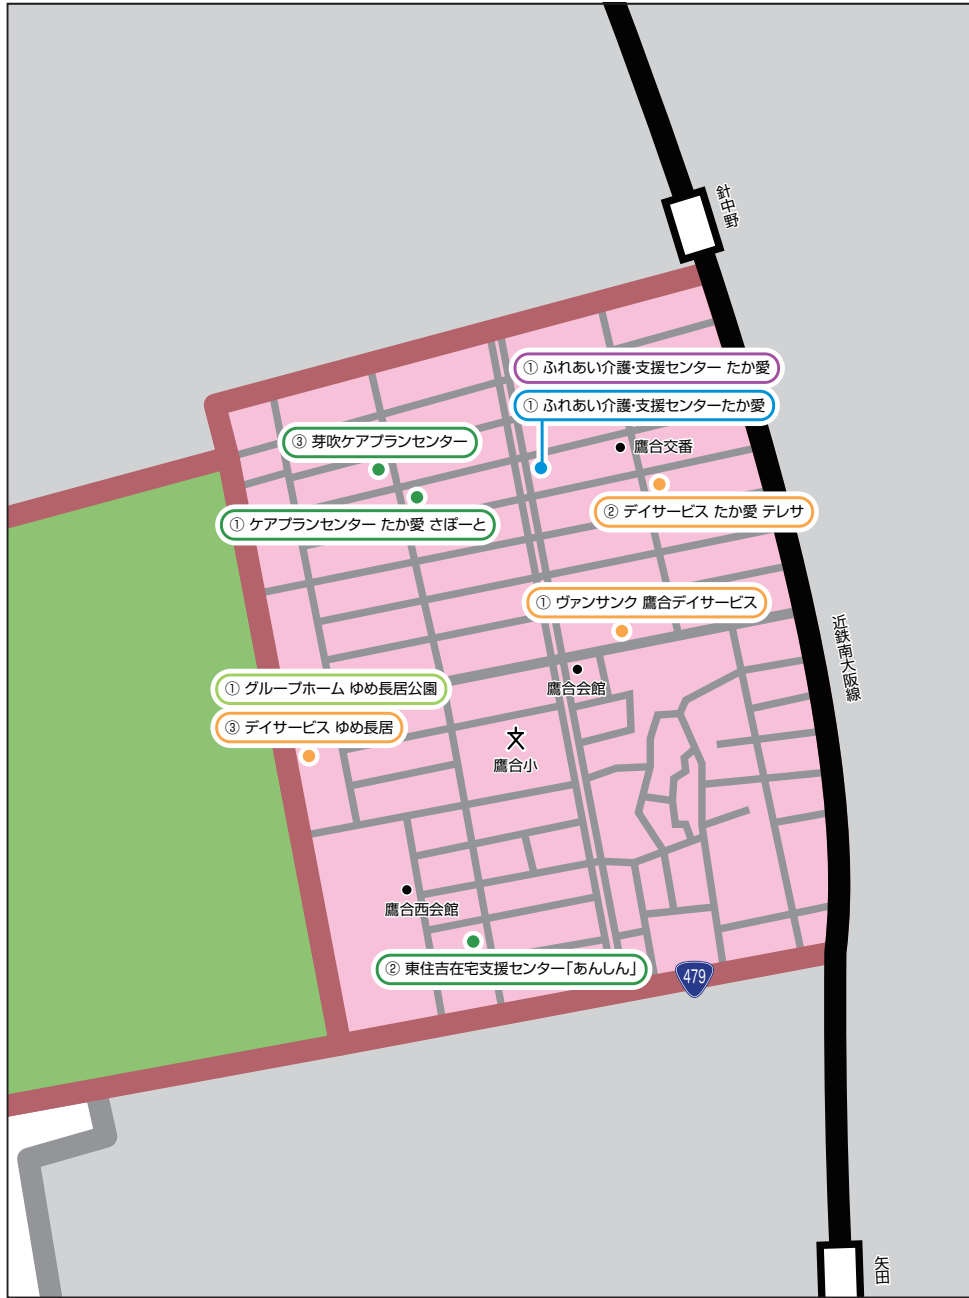 針中野
① ふれあい介護・支援センター たか愛
① ふれあい介護・支援センターたか愛
③ 芽吹ケアプランセンター
鷹合交番
② デイサービス たか愛 テレサ
① ケアプランセンター たか愛 さぽーと
① ヴァンサンク 鷹合デイサービス
近鉄南大阪線
鷹合会館
① グループホーム ゆめ長居公園
③ デイサービス ゆめ長居
文
鷹合小
鷹合西会館
② 東住吉在宅支援センター「あんしん」
479
矢田